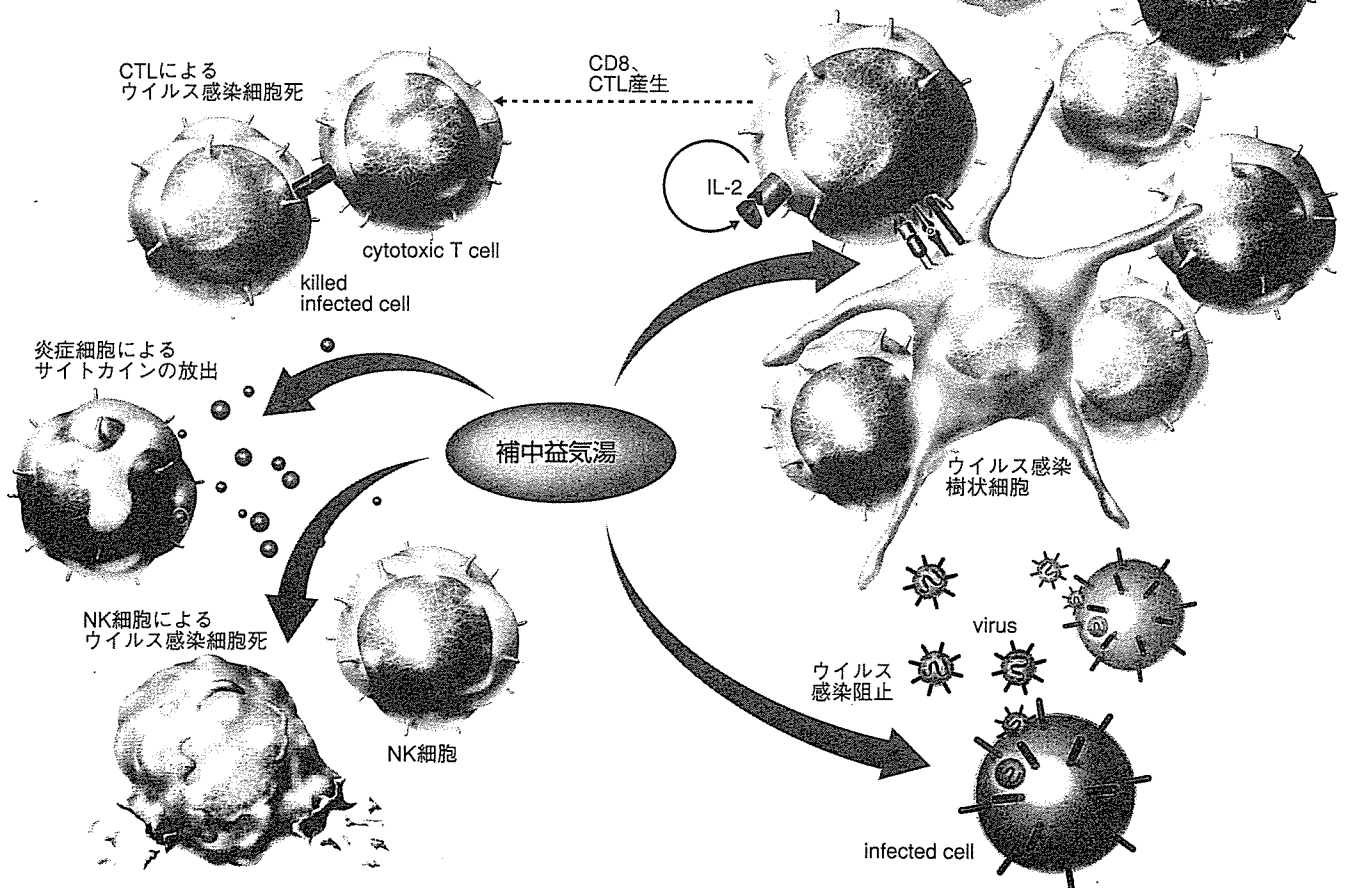 CTLによる
ウイルス感染細胞死
CD8、
CTL産生
IL-2
cytotoxic T cell
killed
infected cell
炎症細胞による
サイトカインの放出
補中益気湯
ウイルス感染
樹状細胞
NK細胞による
ウイルス感染細胞死
virus
ウイルス
感染阻止
NK細胞
infected cell